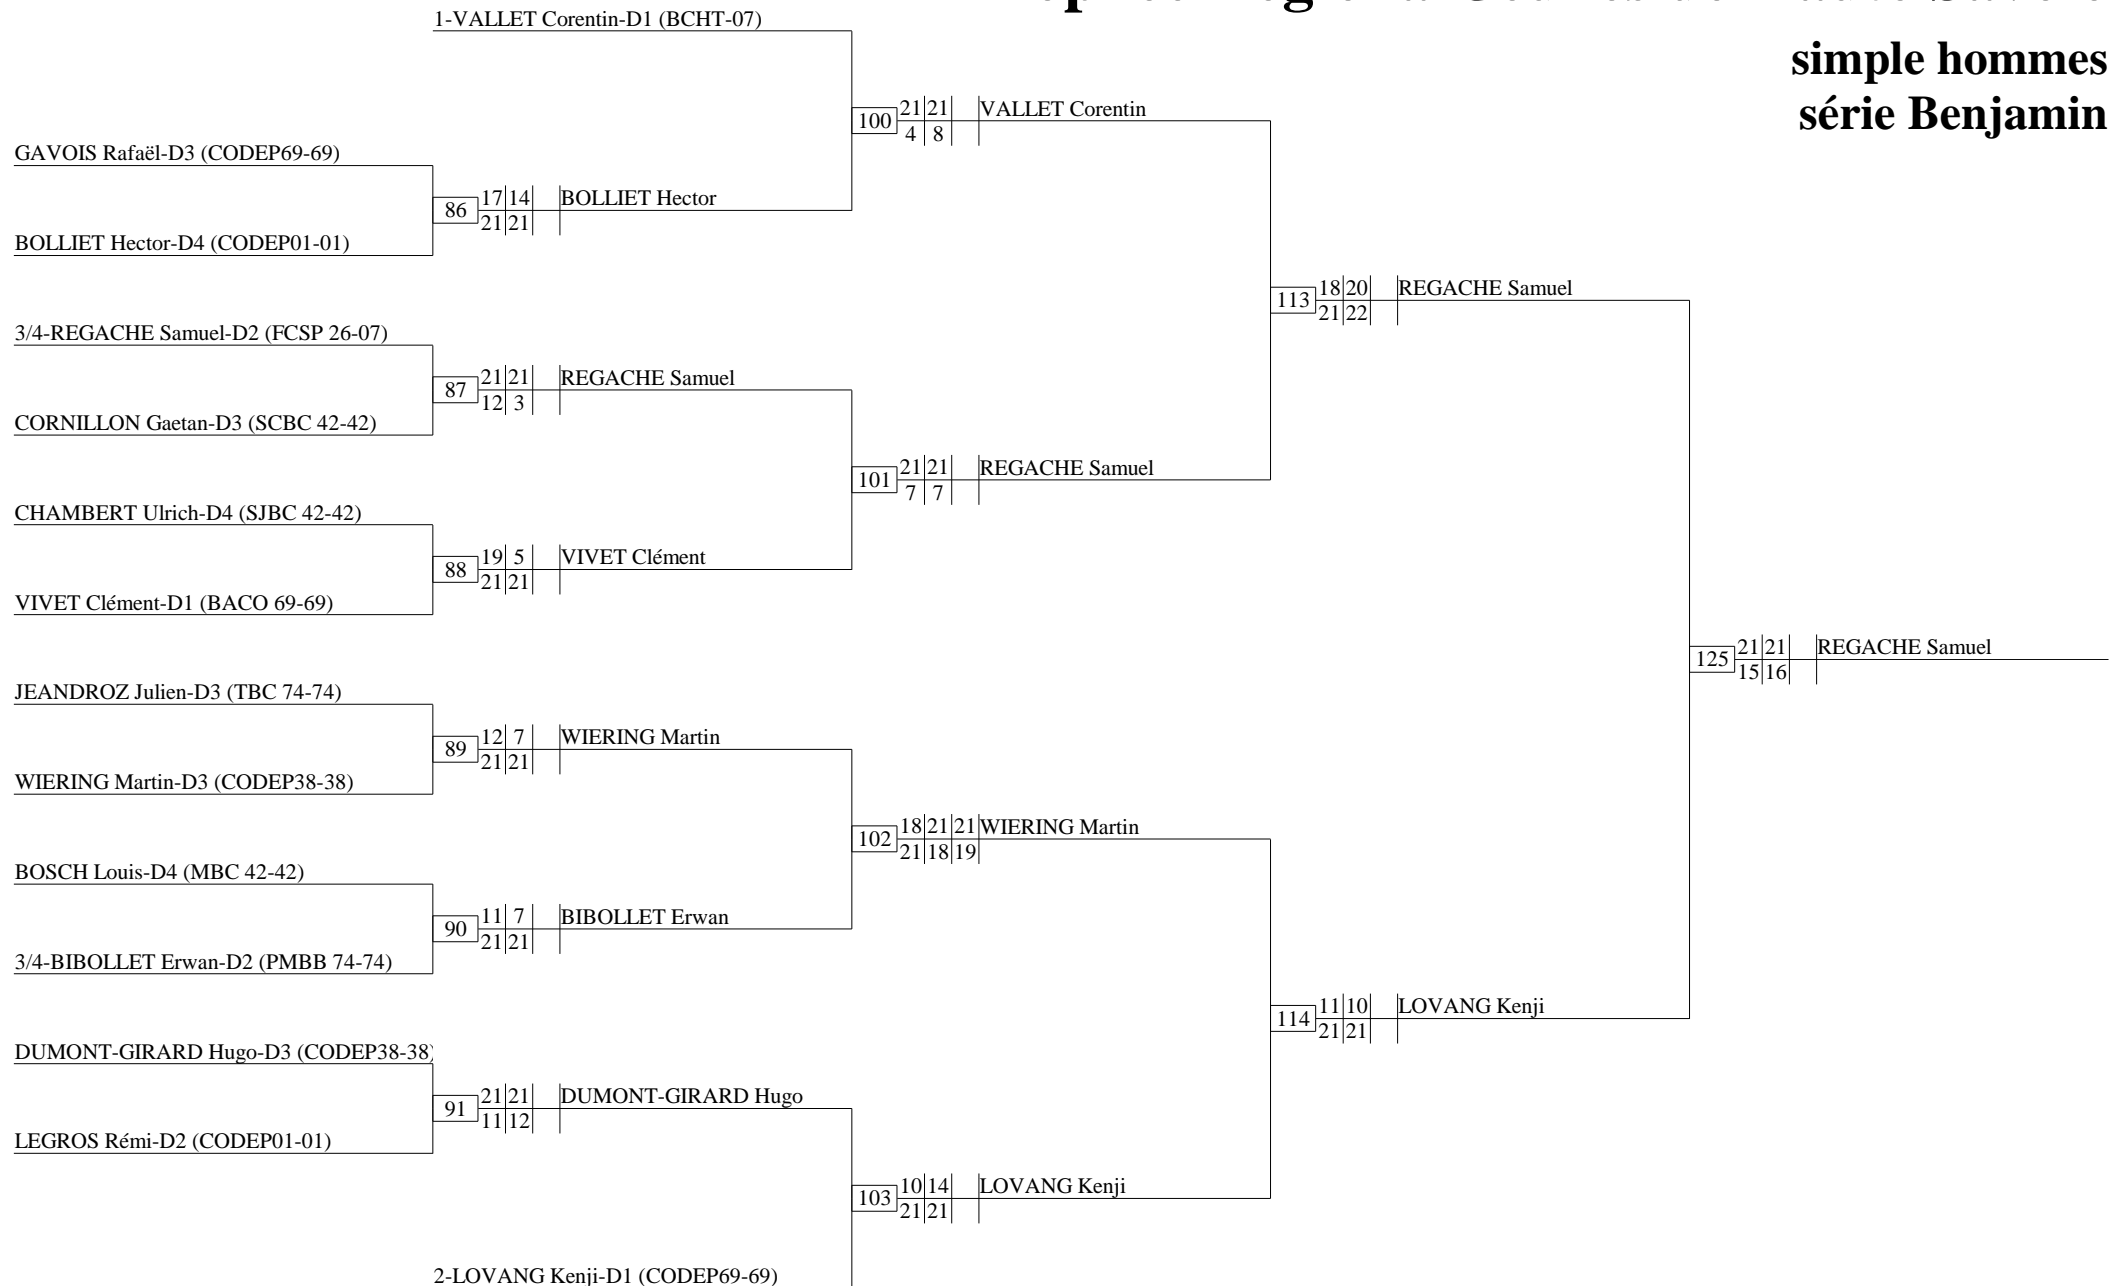 1-VALLET Corentin-D1 (BCHT-07)
simple hommes
série Benjamin
21 21 VALLET Corentin
100
4 8
GAVOIS Rafaël-D3 (CODEP69-69)
17 14 BOLLIET Hector
86
21 21
BOLLIET Hector-D4 (CODEP01-01)
18 20 REGACHE Samuel
113
21 22
3/4-REGACHE Samuel-D2 (FCSP 26-07)
21 21 REGACHE Samuel
87
12 3
CORNILLON Gaetan-D3 (SCBC 42-42)
21 21 REGACHE Samuel
101
7 7
CHAMBERT Ulrich-D4 (SJBC 42-42)
19 5 VIVET Clément
88
21 21
VIVET Clément-D1 (BACO 69-69)
21 21 REGACHE Samuel
125
15 16
JEANDROZ Julien-D3 (TBC 74-74)
12 7 WIERING Martin
89
21 21
WIERING Martin-D3 (CODEP38-38)
18 21 21 WIERING Martin
102
21 18 19
BOSCH Louis-D4 (MBC 42-42)
11 7 BIBOLLET Erwan
90
21 21
3/4-BIBOLLET Erwan-D2 (PMBB 74-74)
11 10 LOVANG Kenji
114
21 21
DUMONT-GIRARD Hugo-D3 (CODEP38-38)
21 21 DUMONT-GIRARD Hugo
91
11 12
LEGROS Rémi-D2 (CODEP01-01)
10 14 LOVANG Kenji
103
21 21
2-LOVANG Kenji-D1 (CODEP69-69)